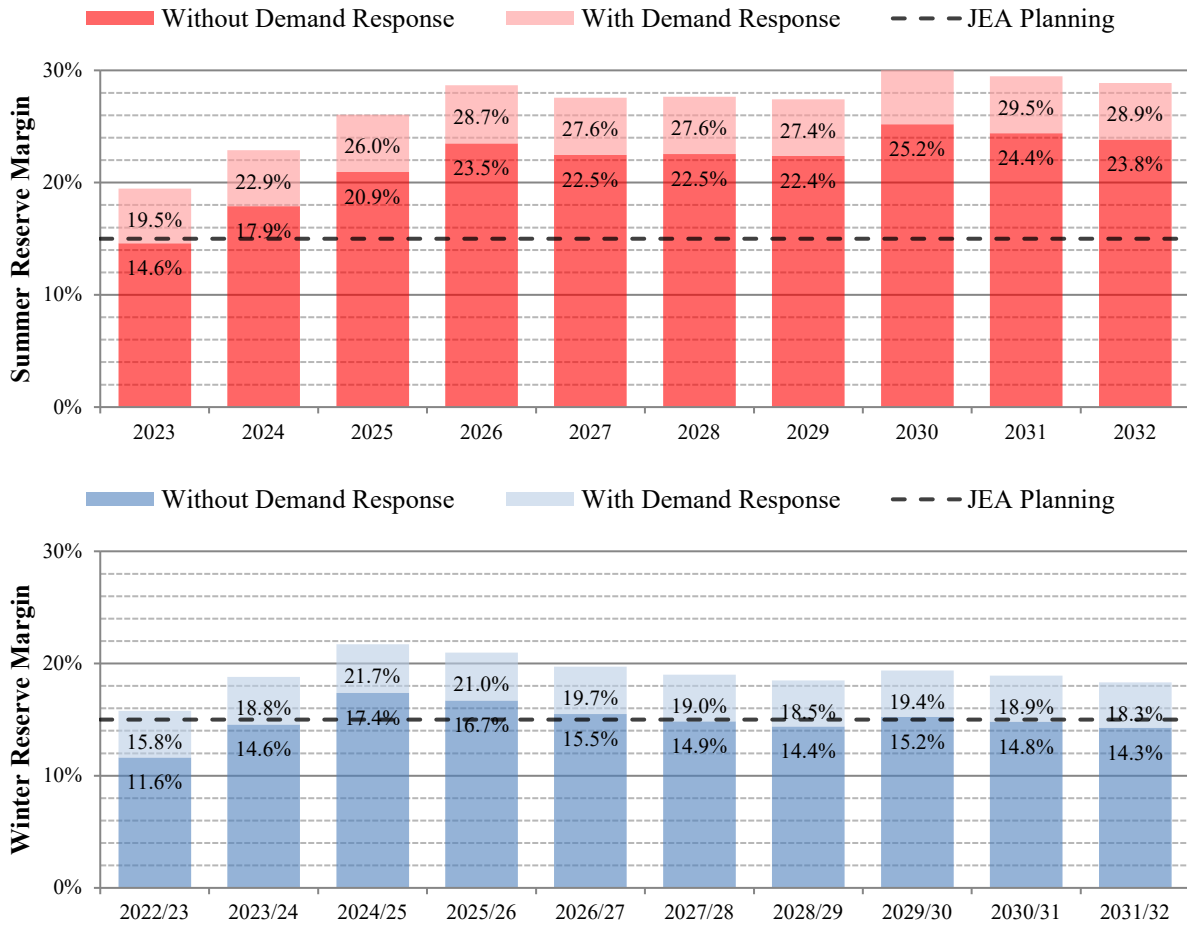 Without Demand Response With Demand Response JEA Planning
Summer Reserve Margin
30%
20%
10%
0%
28.7% 29.5% 28.9%
26.0% 27.6% 27.6% 27.4%
22.9% 23.5% 25.2% 24.4% 23.8%
19.5% 20.9% 22.5% 22.5% 22.4%
17.9%
14.6%
2023 2024 2025 2026 2027 2028 2029 2030 2031 2032
Without Demand Response With Demand Response JEA Planning
Winter Reserve Margin
30%
20%
10%
0%
15.8% 18.8% 21.7% 21.0% 19.7% 19.0% 18.5% 19.4% 18.9% 18.3%
11.6% 14.6% 17.4% 16.7% 15.5% 14.9% 14.4% 15.2% 14.8% 14.3%
2022/23 2023/24 2024/25 2025/26 2026/27 2027/28 2028/29 2029/30 2030/31 2031/32